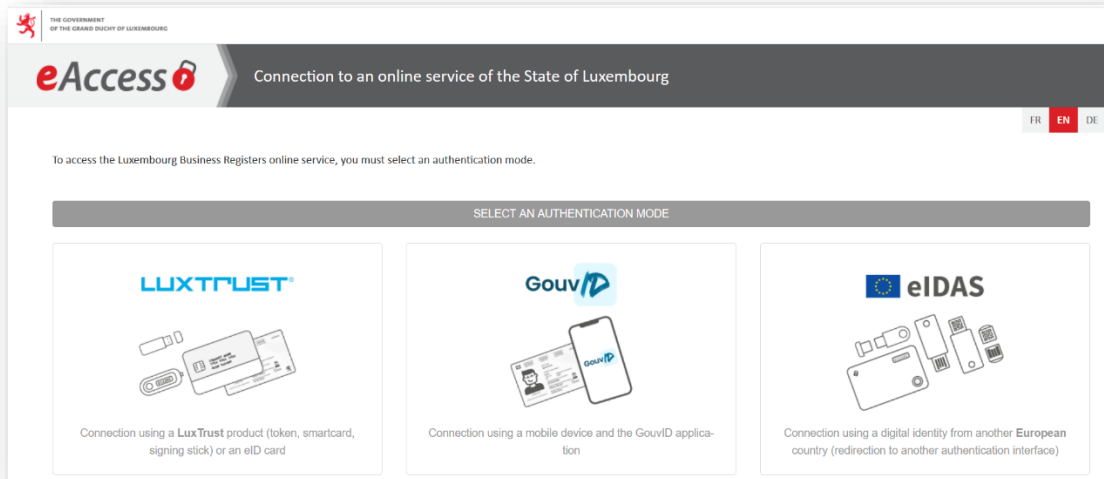 THE GOVERNMENT
OF THE GRAND DUCHY OF LUXEMBOURG
eAccess
Connection to an online service of the State of Luxembourg
FR EN DE
To access the Luxembourg Business Registers online service, you must select an authentication mode.
SELECT AN AUTHENTICATION MODE
LUXTRUST
GouvID
eIDAS
GouvID
Connection using a LuxTrust product (token, smartcard,
signing stick) or an eID card
Connection using a mobile device and the GouvID applica-
tion
Connection using a digital identity from another European
country (redirection to another authentication interface)